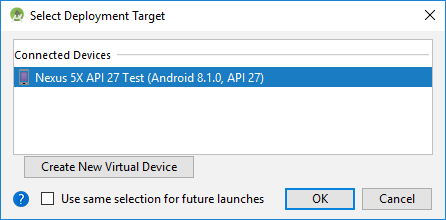 Select Deployment Target
Connected Devices
Nexus 5X API 27 Test (Android 8.1.0, API 27)
Create New Virtual Device
? Use same selection for future launches OK Cancel